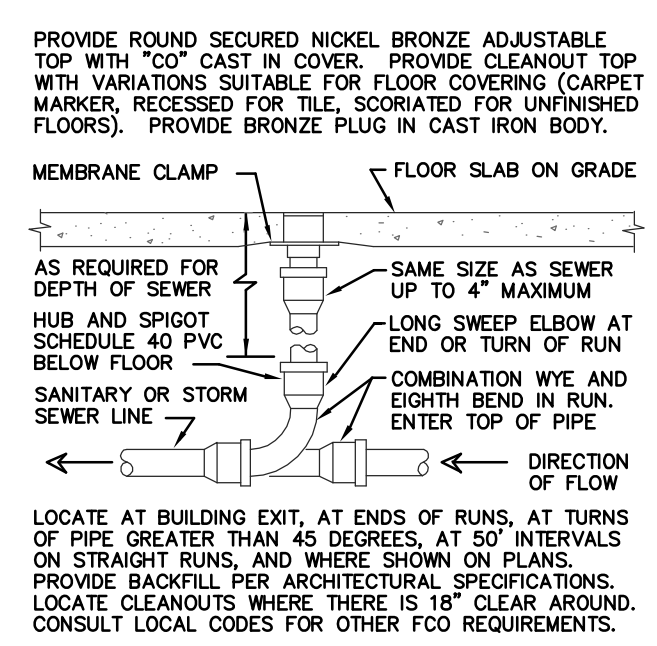 PROVIDE ROUND SECURED NICKEL BRONZE ADJUSTABLE
TOP WITH "CO" CAST IN COVER.  PROVIDE CLEANOUT TOP
WITH VARIATIONS SUITABLE FOR FLOOR COVERING (CARPET
MARKER, RECESSED FOR TILE, SCORIATED FOR UNFINISHED
FLOORS).  PROVIDE BRONZE PLUG IN CAST IRON BODY.
MEMBRANE CLAMP
FLOOR SLAB ON GRADE
AS REQUIRED FOR
DEPTH OF SEWER
SAME SIZE AS SEWER
UP TO 4" MAXIMUM
HUB AND SPIGOT
SCHEDULE 40 PVC
BELOW FLOOR
LONG SWEEP ELBOW AT
END OR TURN OF RUN
SANITARY OR STORM
SEWER LINE
COMBINATION WYE AND
EIGHTH BEND IN RUN.
ENTER TOP OF PIPE
DIRECTION
OF FLOW
LOCATE AT BUILDING EXIT, AT ENDS OF RUNS, AT TURNS
OF PIPE GREATER THAN 45 DEGREES, AT 50' INTERVALS
ON STRAIGHT RUNS, AND WHERE SHOWN ON PLANS.
PROVIDE BACKFILL PER ARCHITECTURAL SPECIFICATIONS.
LOCATE CLEANOUTS WHERE THERE IS 18" CLEAR AROUND.
CONSULT LOCAL CODES FOR OTHER FCO REQUIREMENTS.